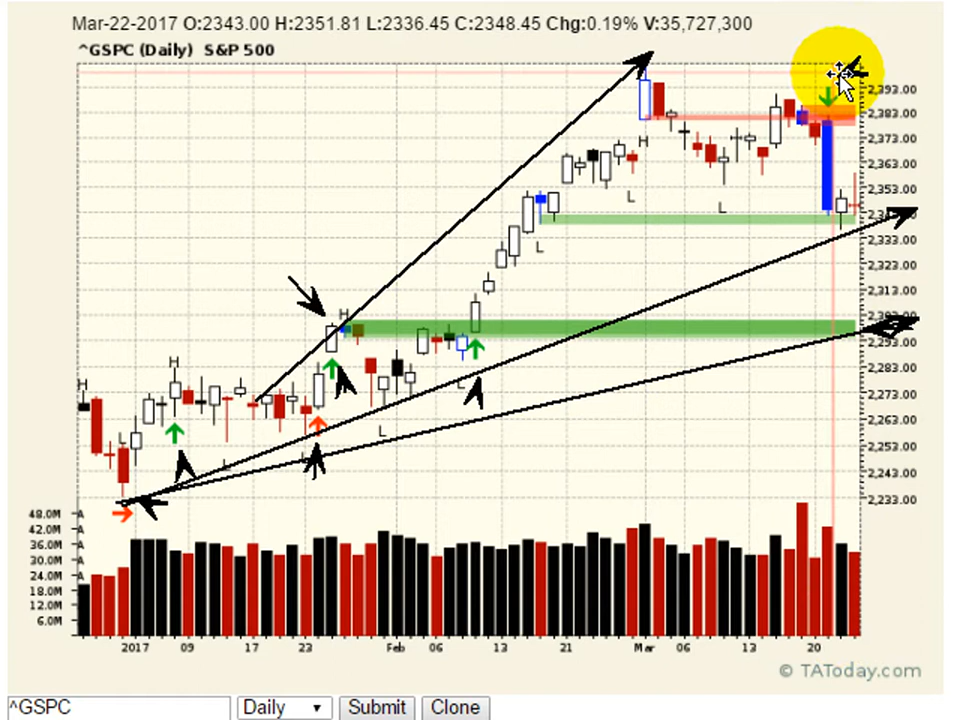 Mar-22-2017 O:2343.00 H:2351.81 L:2336.45 C:2348.45 Chg:0.19% V:35,727,300
^GSPC (Daily) S&P 500
2,393.00
2,383.00
2,373.00
2,363.00
2,353.00
2,333.00
2,323.00
2,313.00
2,293.00
2,283.00
2,273.00
2,263.00
2,253.00
2,243.00
2,233.00
H
H
H
H
L
L
L
L
L
L
L
48.0M A
42.0M A
36.0M A
30.0M A
24.0M A
18.0M
12.0M
6.0M
2017 09 17 23 Feb 06 13 21 Mar 06 13 20
© TAToday.com
^GSPC Daily Submit Clone